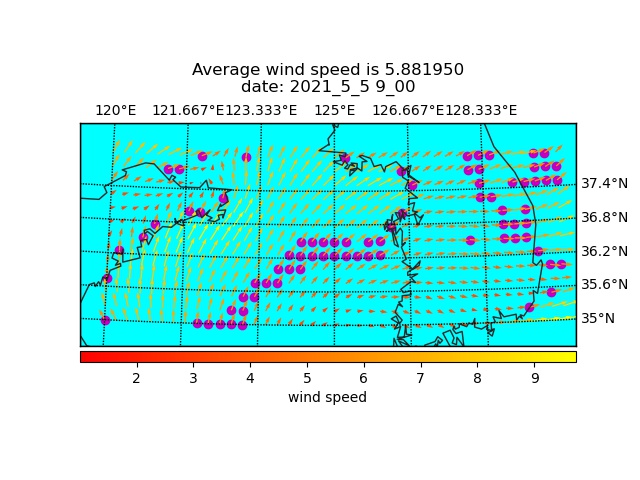 Average wind speed is 5.881950
date: 2021_5_5 9_00
120°E 121.667°E 123.333°E 125°E 126.667°E 128.333°E
37.4°N
36.8°N
36.2°N
35.6°N
35°N
2 3 4 5 6 7 8 9
wind speed